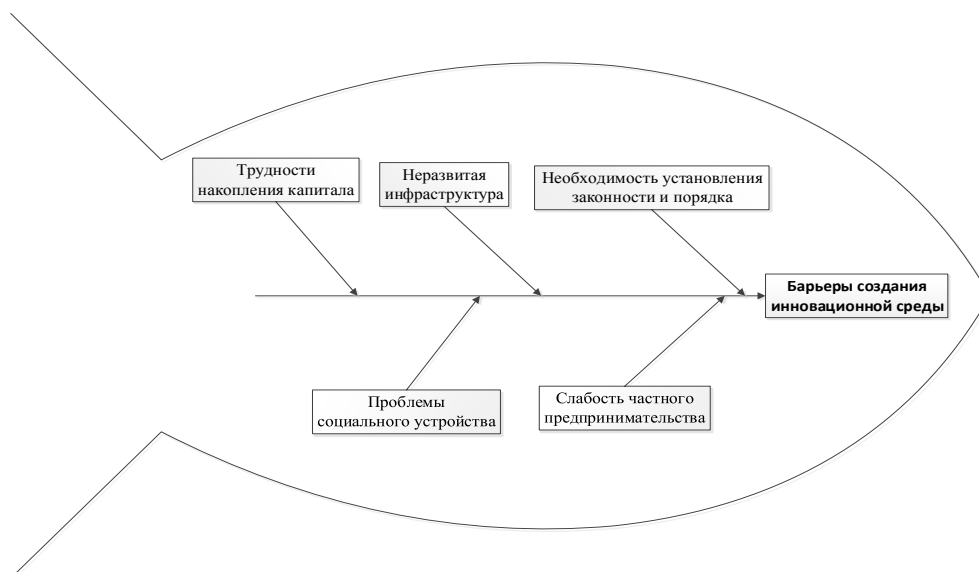 Трудности
накопления капитала
Неразвитая
инфраструктура
Необходимость установления
законности и порядка
Барьеры создания
инновационной среды
Проблемы
социального устройства
Слабость частного
предпринимательства